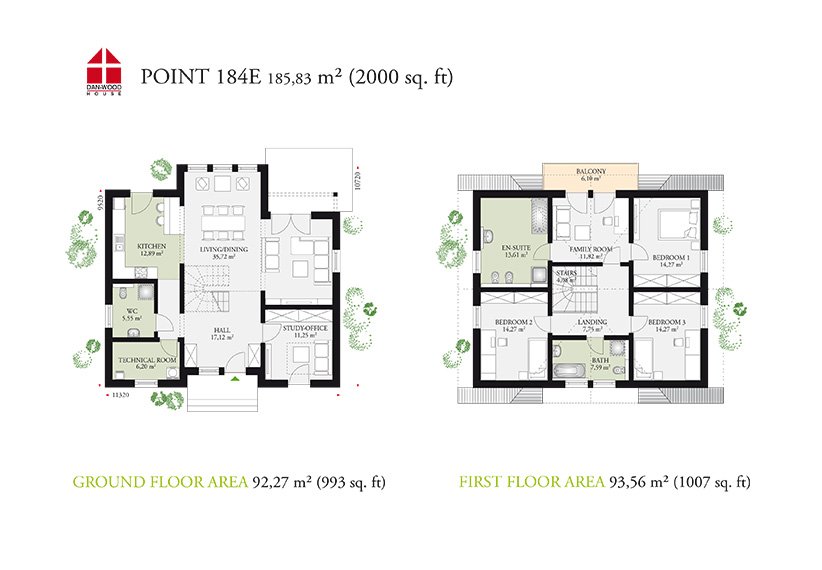 DAN-WOOD
HOUSE
POINT 184E 185,83 m² (2000 sq. ft)
9520
10720
KITCHEN
12,89 m²
LIVING/DINING
35,72 m²
WC
5,55 m²
HALL
17,12 m²
STUDY-OFFICE
11,25 m²
TECHNICAL ROOM
6,20 m²
11320
BALCONY
6,10 m²
EN-SUITE
13,61 m²
FAMILY ROOM
11,82 m²
BEDROOM 1
14,27 m²
STAIRS
BEDROOM 2
14,27 m²
LANDING
7,75 m²
BEDROOM 3
14,27 m²
BATH
7,59 m²
GROUND FLOOR AREA 92,27 m² (993 sq. ft)
FIRST FLOOR AREA 93,56 m² (1007 sq. ft)